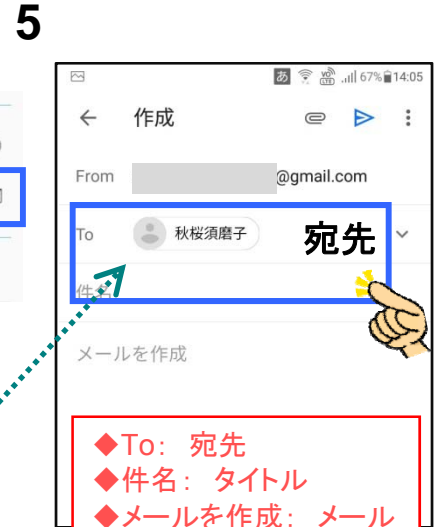 5
あ VO LTE 67% 14:05
← 作成
From @gmail.com
To 秋桜須磨子 宛先
件名
メールを作成
◆To: 宛先
◆件名: タイトル
◆メールを作成: メール